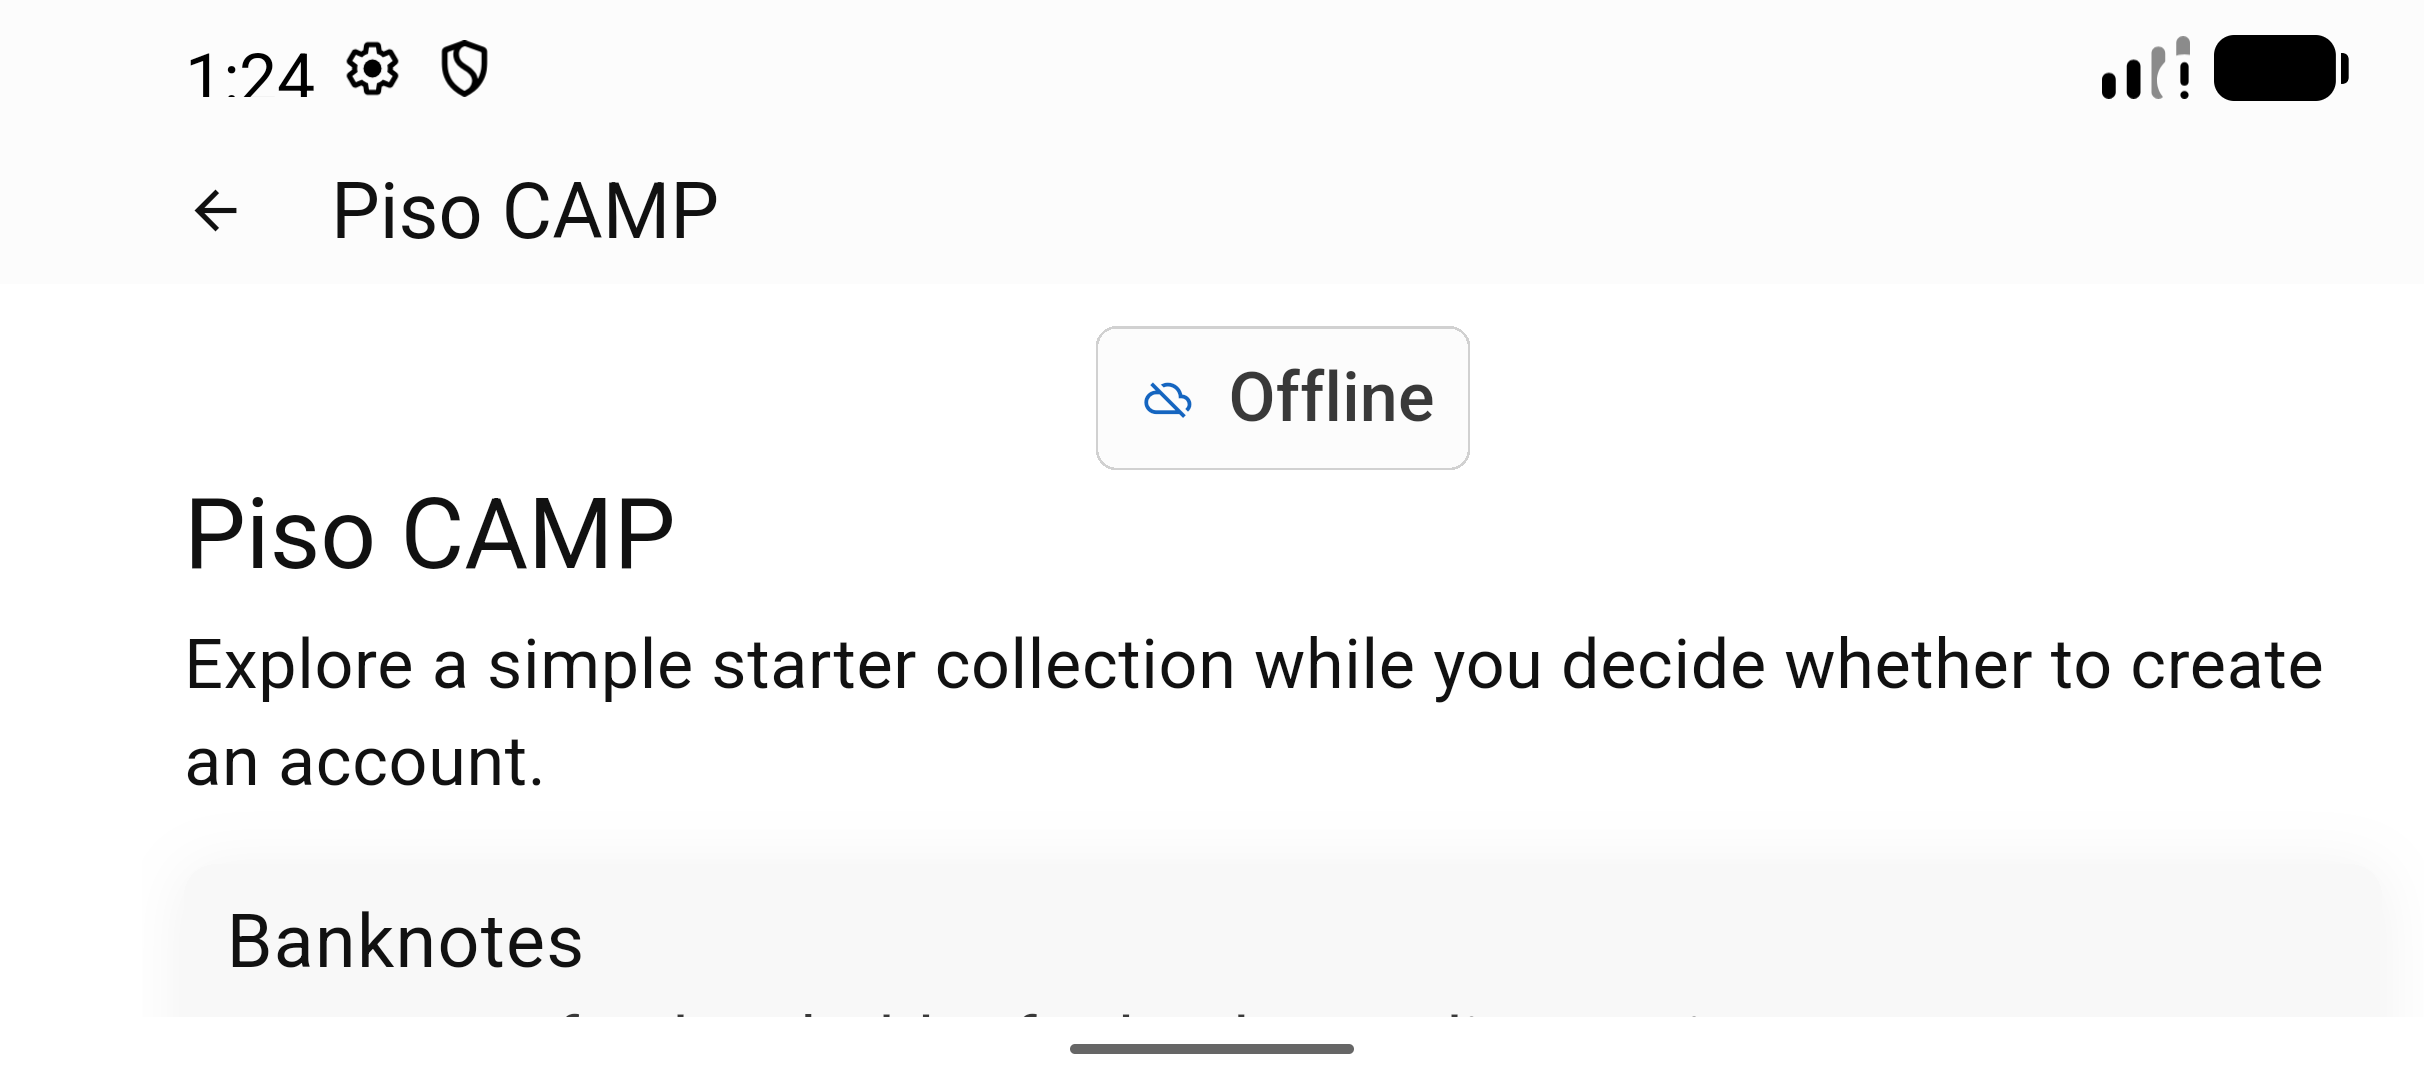 1:24
Piso CAMP
Offline
Piso CAMP
Explore a simple starter collection while you decide whether to create
an account.
Banknotes